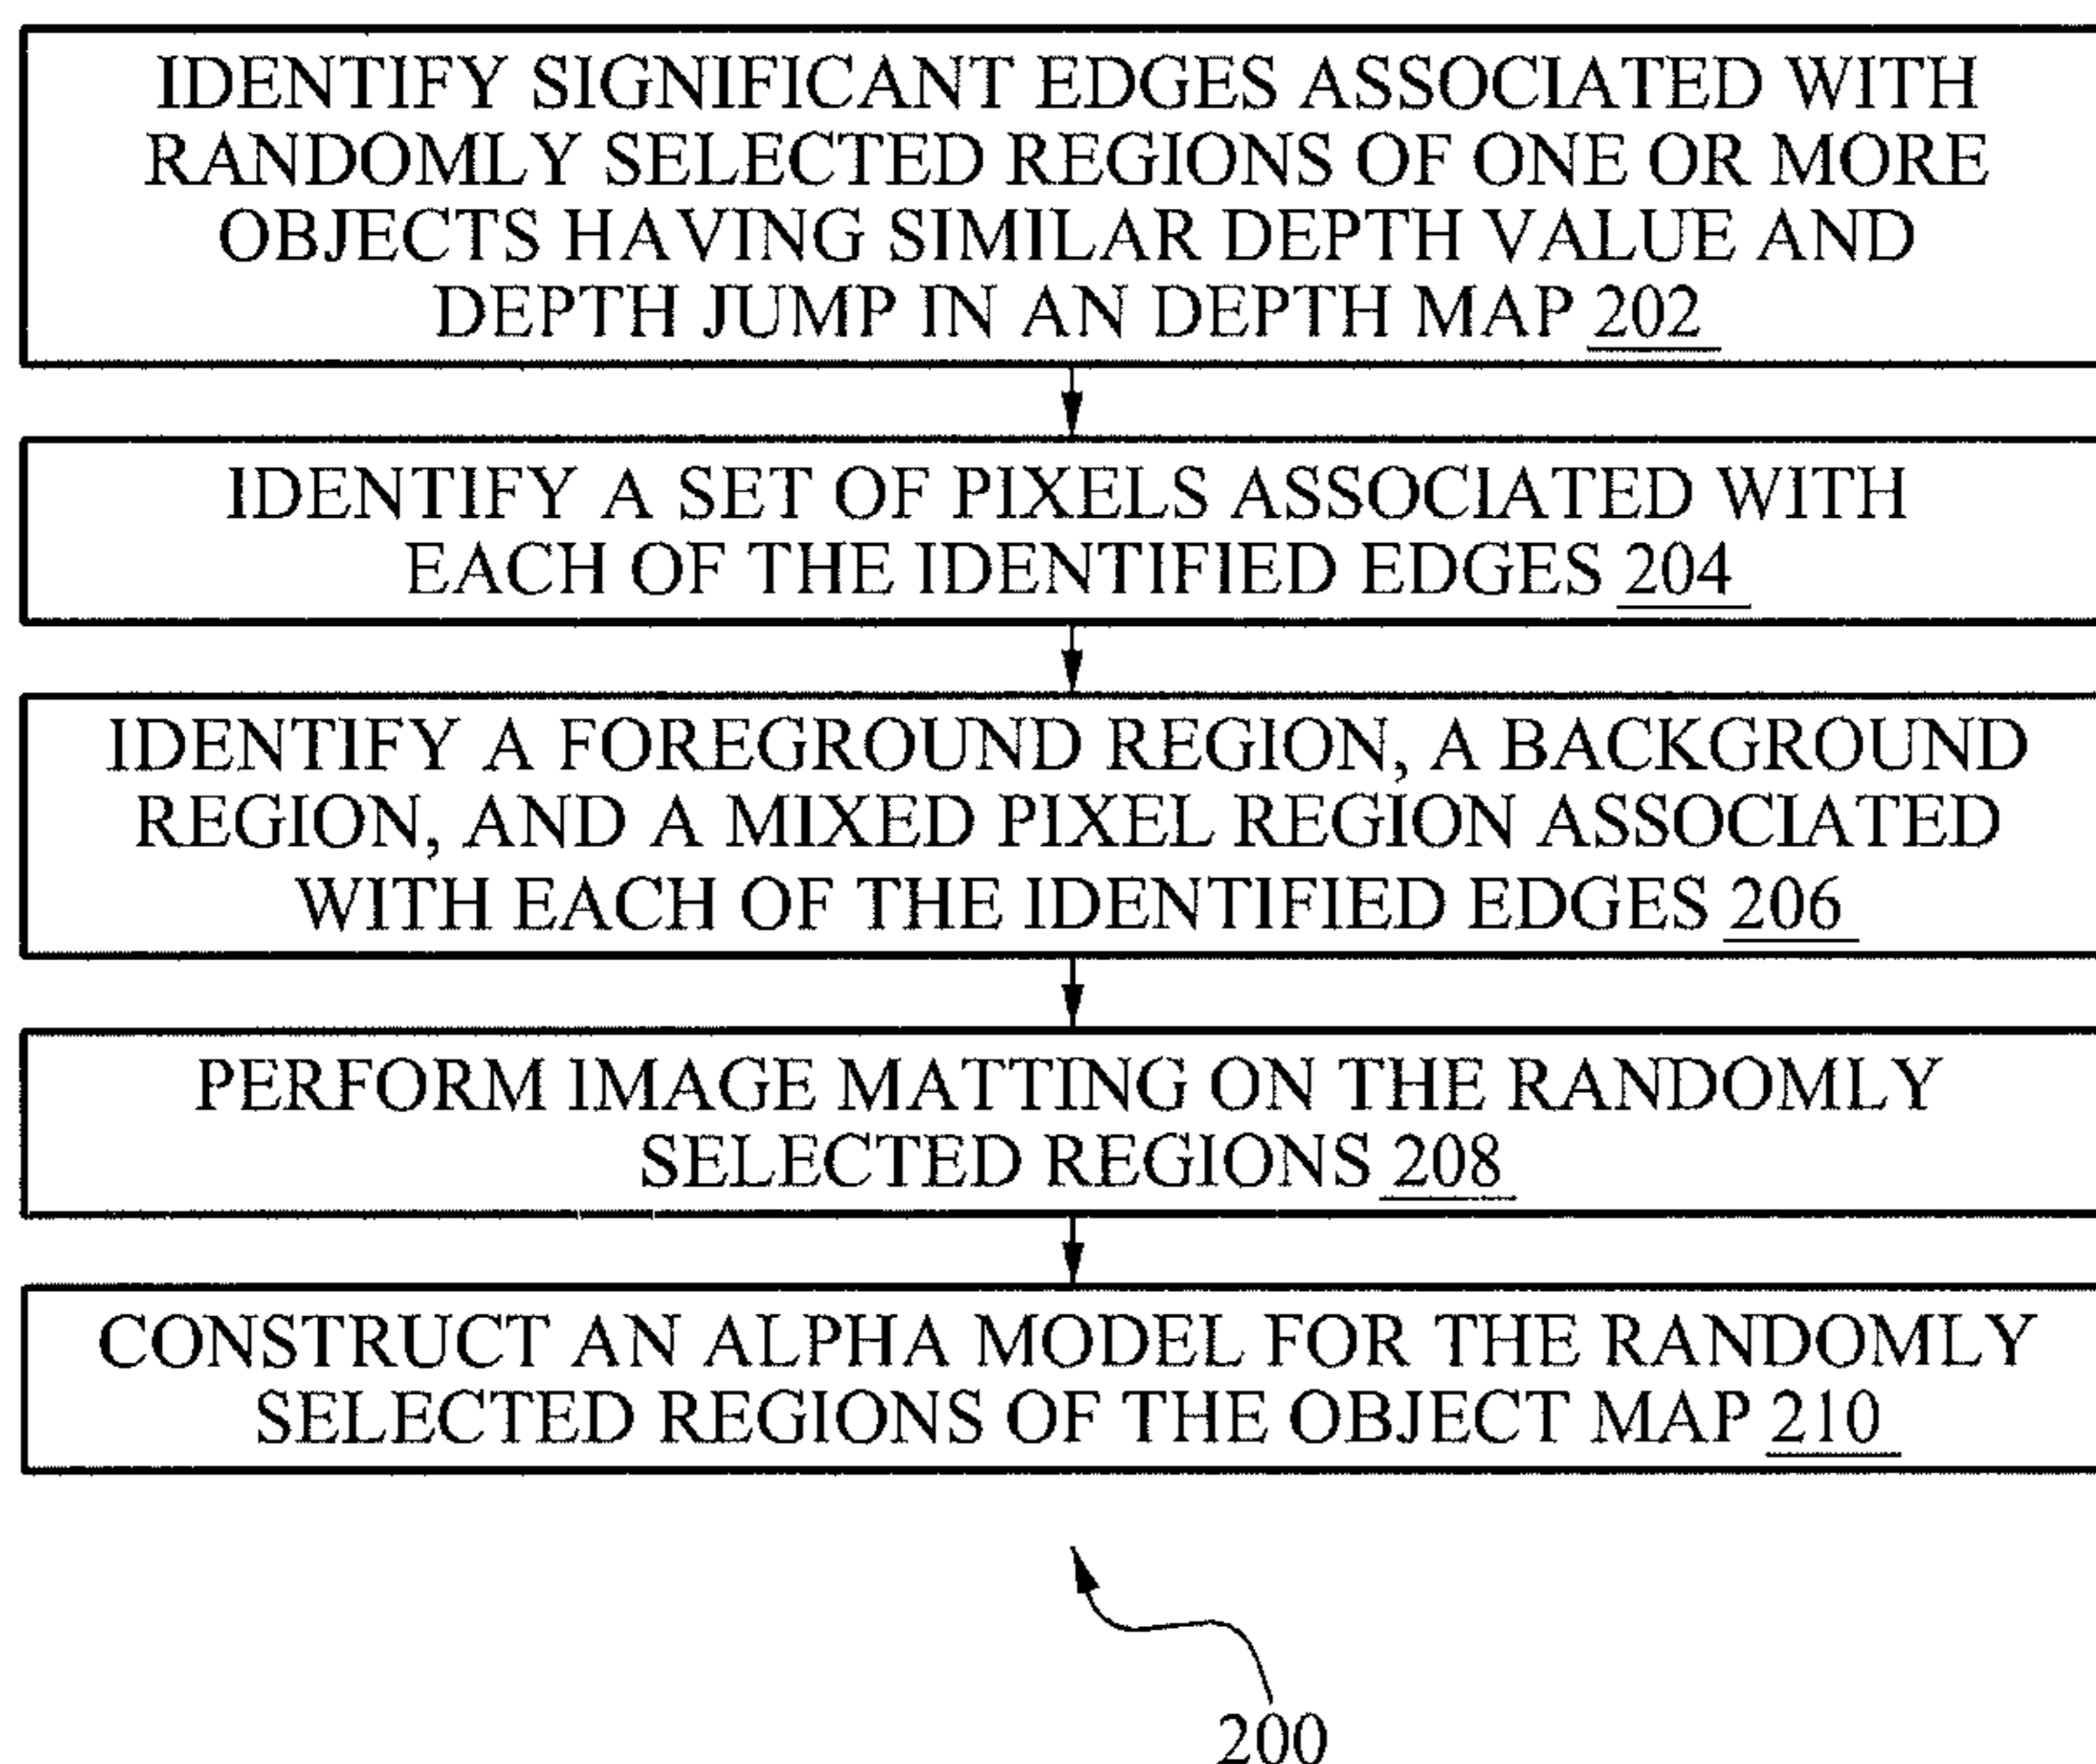 IDENTIFY SIGNIFICANT EDGES ASSOCIATED WITH
RANDOMLY SELECTED REGIONS OF ONE OR MORE
OBJECTS HAVING SIMILAR DEPTH VALUE AND
DEPTH JUMP IN AN DEPTH MAP 202
IDENTIFY A SET OF PIXELS ASSOCIATED WITH
EACH OF THE IDENTIFIED EDGES 204
IDENTIFY A FOREGROUND REGION, A BACKGROUND
REGION, AND A MIXED PIXEL REGION ASSOCIATED
WITH EACH OF THE IDENTIFIED EDGES 206
PERFORM IMAGE MATTING ON THE RANDOMLY
SELECTED REGIONS 208
CONSTRUCT AN ALPHA MODEL FOR THE RANDOMLY
SELECTED REGIONS OF THE OBJECT MAP 210
200